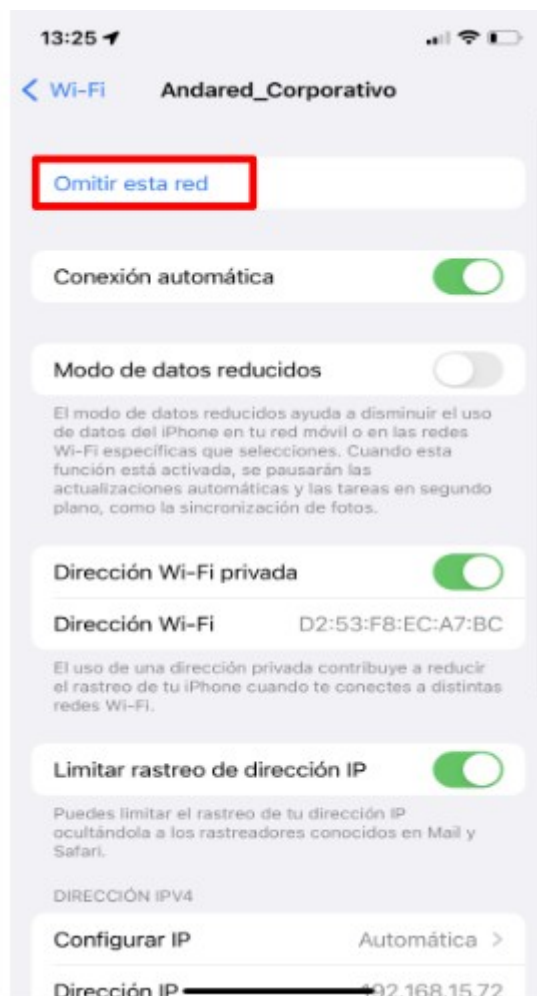 13:25
Wi-Fi
Andared_Corporativo
Omitir esta red
Conexión automática
Modo de datos reducidos
El modo de datos reducidos ayuda a disminuir el uso
de datos del iPhone en tu red móvil o en las redes
Wi-Fi específicas que selecciones. Cuando esta
función está activada, se pausarán las
actualizaciones automáticas y las tareas en segundo
plano, como la sincronización de fotos.
Dirección Wi-Fi privada
Dirección Wi-Fi D2:53:F8:EC:A7:BC
El uso de una dirección privada contribuye a reducir
el rastreo de tu iPhone cuando te conectes a distintas
redes Wi-Fi.
Limitar rastreo de dirección IP
Puedes limitar el rastreo de tu dirección IP
ocultándola a los rastreadores conocidos en Mail y
Safari.
DIRECCIÓN IPV4
Configurar IP Automática
Dirección IP 192.168.15.72